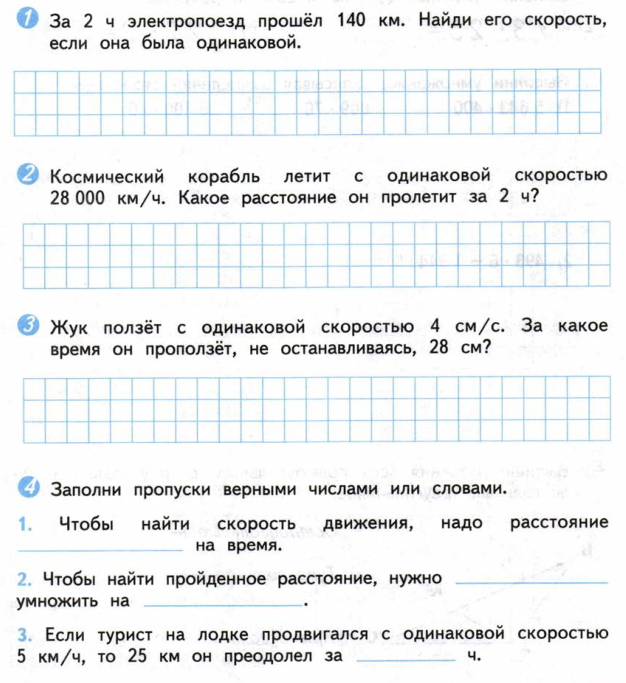 1 За 2 ч электропоезд прошёл 140 км. Найди его скорость,
если она была одинаковой.
2 Космический корабль летит с одинаковой скоростью
28 000 км/ч. Какое расстояние он пролетит за 2 ч?
3 Жук ползёт с одинаковой скоростью 4 см/с. За какое
время он проползёт, не останавливаясь, 28 см?
4 Заполни пропуски верными числами или словами.
1. Чтобы найти скорость движения, надо расстояние
____________ на время.
2. Чтобы найти пройденное расстояние, нужно ____________
умножить на ____________.
3. Если турист на лодке продвигался с одинаковой скоростью
5 км/ч, то 25 км он преодолел за ________ ч.